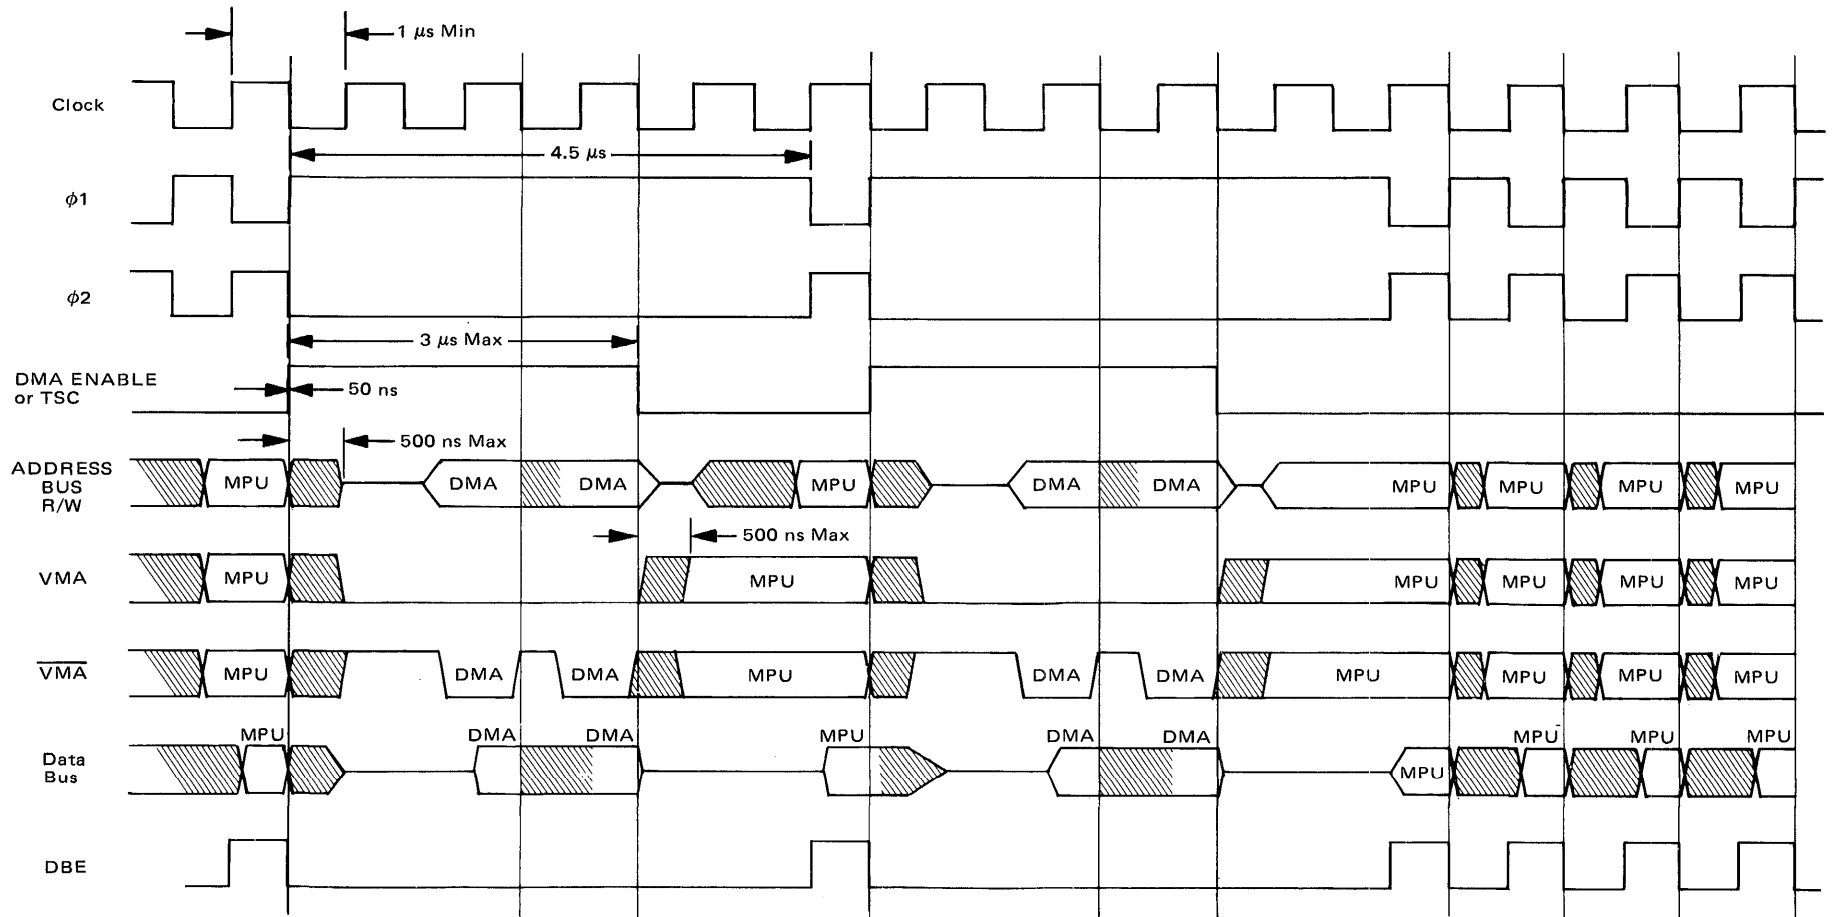 1 μs Min
Clock
4.5 μs
ϕ1
ϕ2
3 μs Max
DMA ENABLE
or TSC
50 ns
500 ns Max
ADDRESS
BUS
R/W
MPU DMA DMA MPU DMA DMA MPU MPU MPU MPU
500 ns Max
VMA
MPU MPU MPU MPU MPU MPU
V̅M̅A̅
MPU DMA DMA MPU DMA DMA MPU MPU MPU MPU
MPU DMA DMA MPU DMA DMA MPU MPU MPU
Data
Bus
MPU
DBE